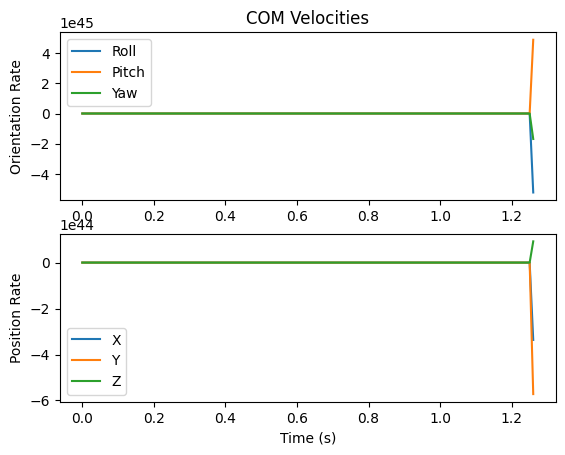 COM Velocities
1e45
4
2
0
−2
−4
Orientation Rate
Roll
Pitch
Yaw
0.0 0.2 0.4 0.6 0.8 1.0 1.2
1e44
0
−2
−4
−6
Position Rate
X
Y
Z
0.0 0.2 0.4 0.6 0.8 1.0 1.2
Time (s)